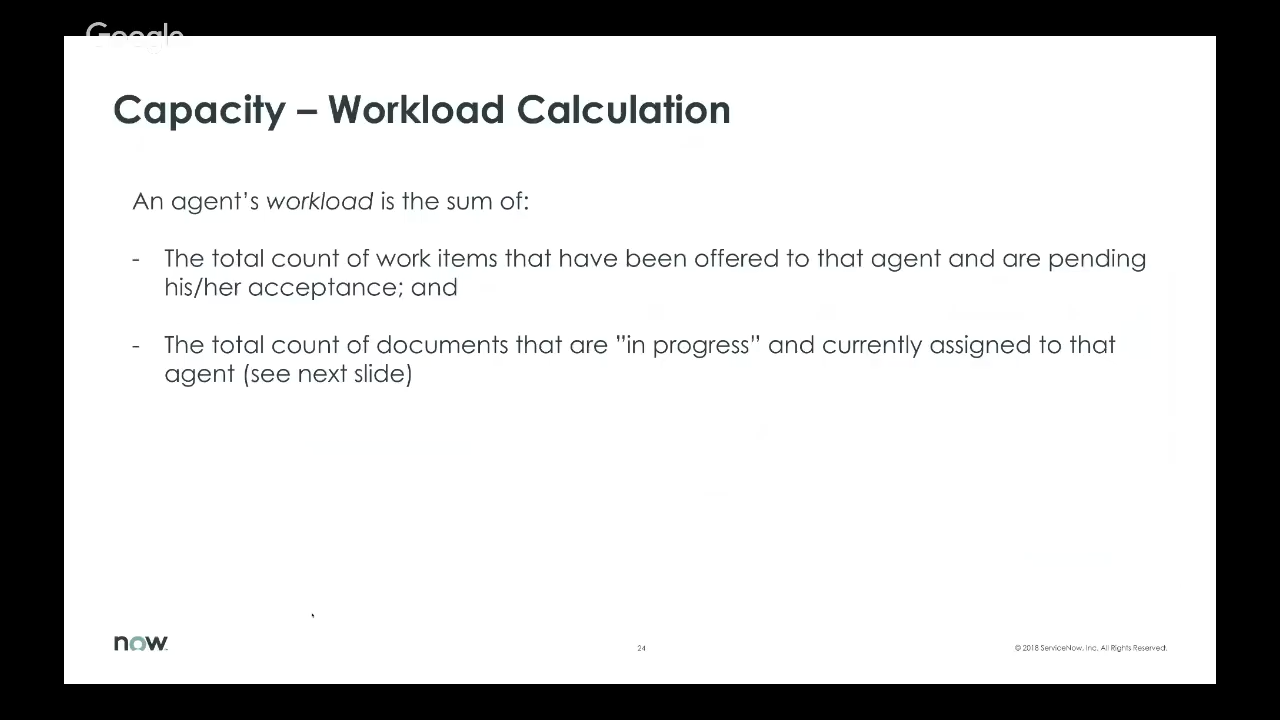 Google
Capacity – Workload Calculation
An agent's workload is the sum of:
- The total count of work items that have been offered to that agent and are pending
his/her acceptance; and
- The total count of documents that are ”in progress” and currently assigned to that
agent (see next slide)
now
24
© 2018 ServiceNow, Inc. All Rights Reserved.